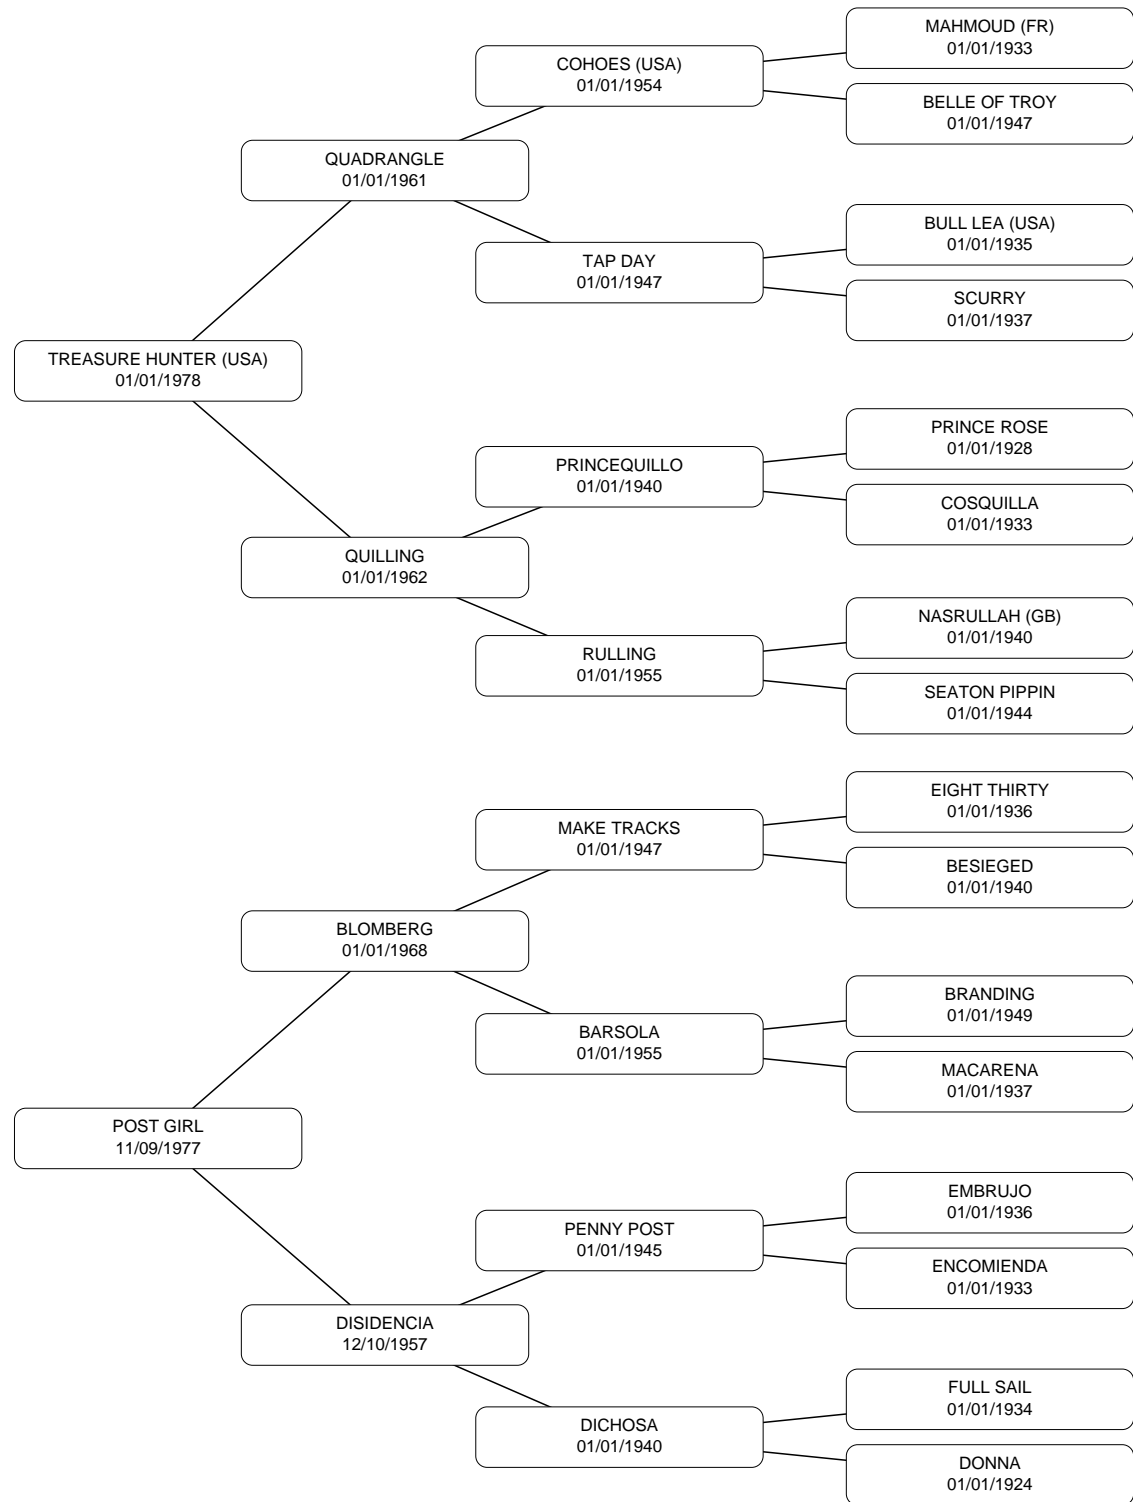 MAHMOUD (FR)
01/01/1933
COHOES (USA)
01/01/1954
BELLE OF TROY
01/01/1947
QUADRANGLE
01/01/1961
BULL LEA (USA)
01/01/1935
TAP DAY
01/01/1947
SCURRY
01/01/1937
TREASURE HUNTER (USA)
01/01/1978
PRINCE ROSE
01/01/1928
PRINCEQUILLO
01/01/1940
COSQUILLA
01/01/1933
QUILLING
01/01/1962
NASRULLAH (GB)
01/01/1940
RULLING
01/01/1955
SEATON PIPPIN
01/01/1944
EIGHT THIRTY
01/01/1936
MAKE TRACKS
01/01/1947
BESIEGED
01/01/1940
BLOMBERG
01/01/1968
BRANDING
01/01/1949
BARSOLA
01/01/1955
MACARENA
01/01/1937
POST GIRL
11/09/1977
EMBRUJO
01/01/1936
PENNY POST
01/01/1945
ENCOMIENDA
01/01/1933
DISIDENCIA
12/10/1957
FULL SAIL
01/01/1934
DICHOSA
01/01/1940
DONNA
01/01/1924